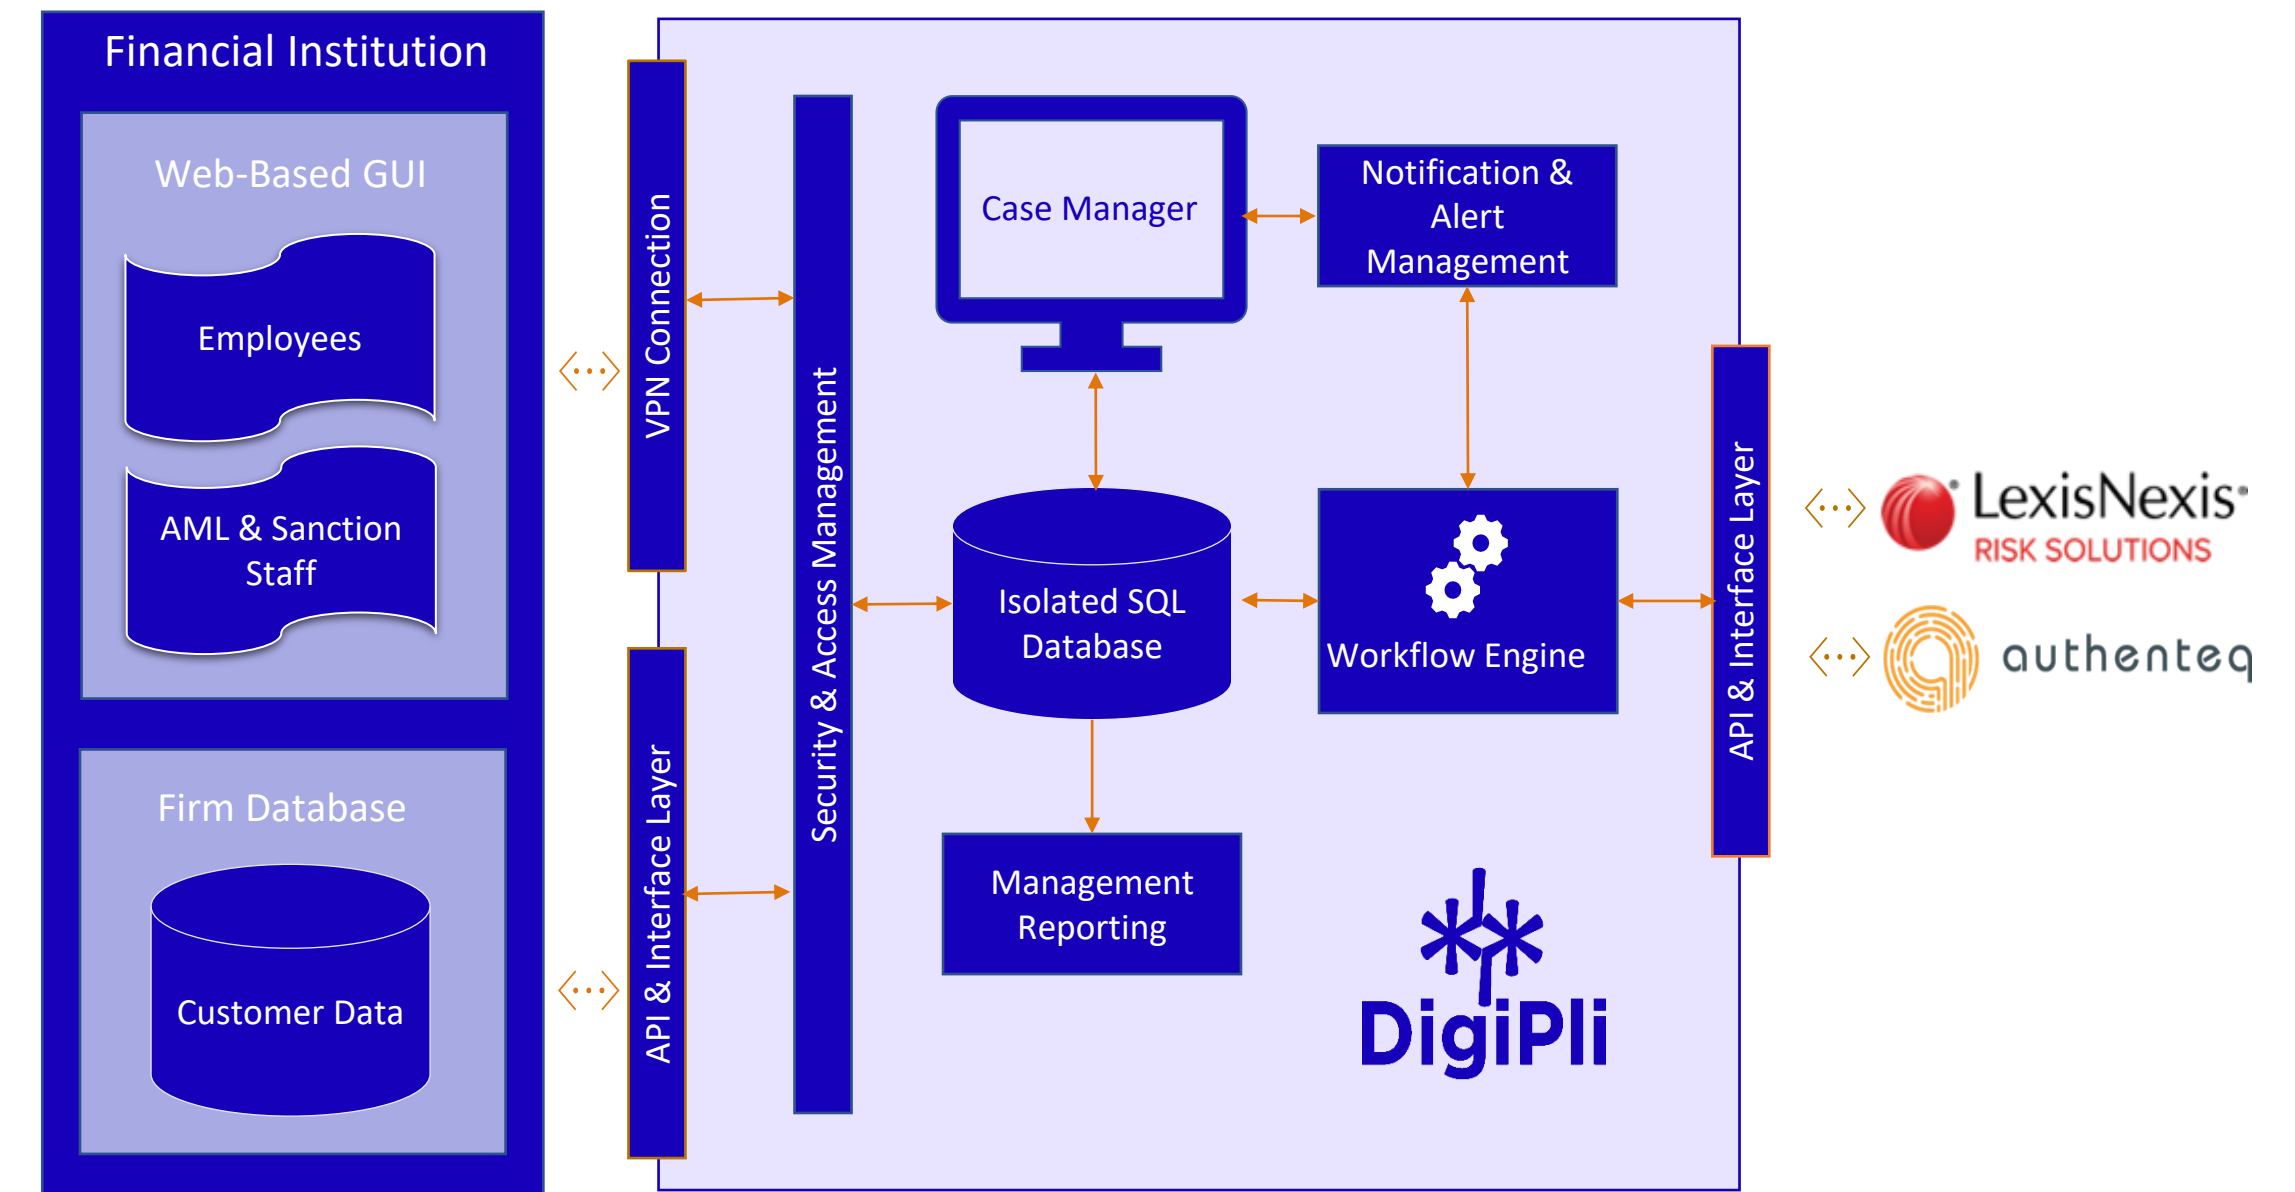 Financial Institution
Web-Based GUI
Employees
AML & Sanction
Staff
Firm Database
Customer Data
VPN Connection
API & Interface Layer
Security & Access Management
Case Manager
Notification &
Alert
Management
Isolated SQL
Database
Workflow Engine
Management
Reporting
DigiPli
API & Interface Layer
LexisNexis
RISK SOLUTIONS
authenteq